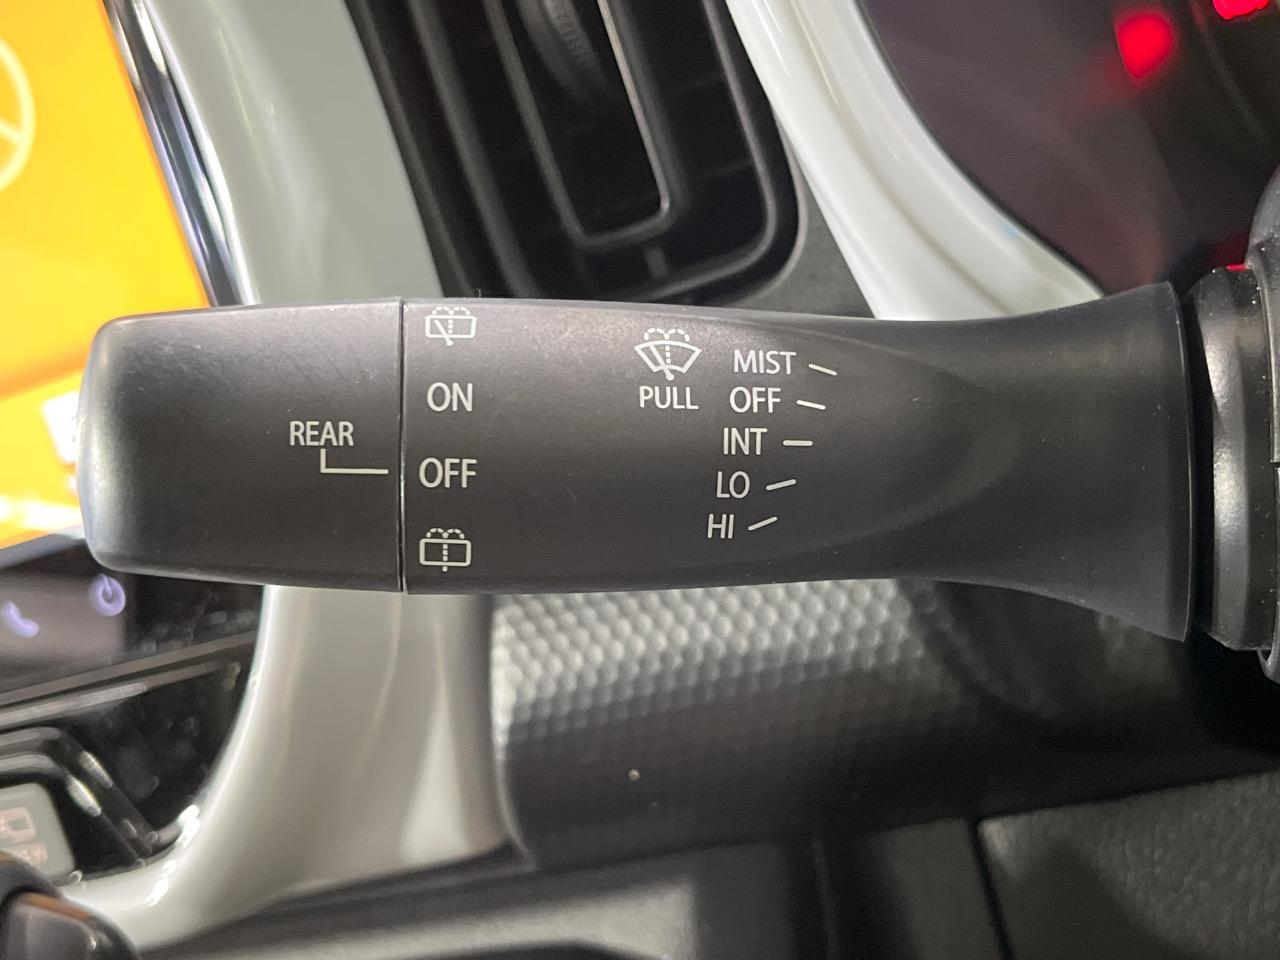 REAR
ON
OFF
PULL
MIST
OFF
INT
LO
HI